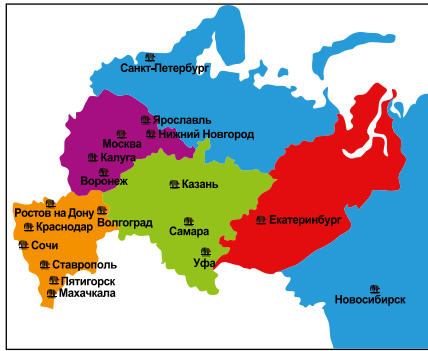 Санкт-Петербург
Ярославль
Нижний Новгород
Москва
Калуга
Воронеж
Казань
Ростов на Дону
Волгоград
Краснодар
Самара
Екатеринбург
Сочи
Уфа
Ставрополь
Пятигорск
Махачкала
Новосибирск